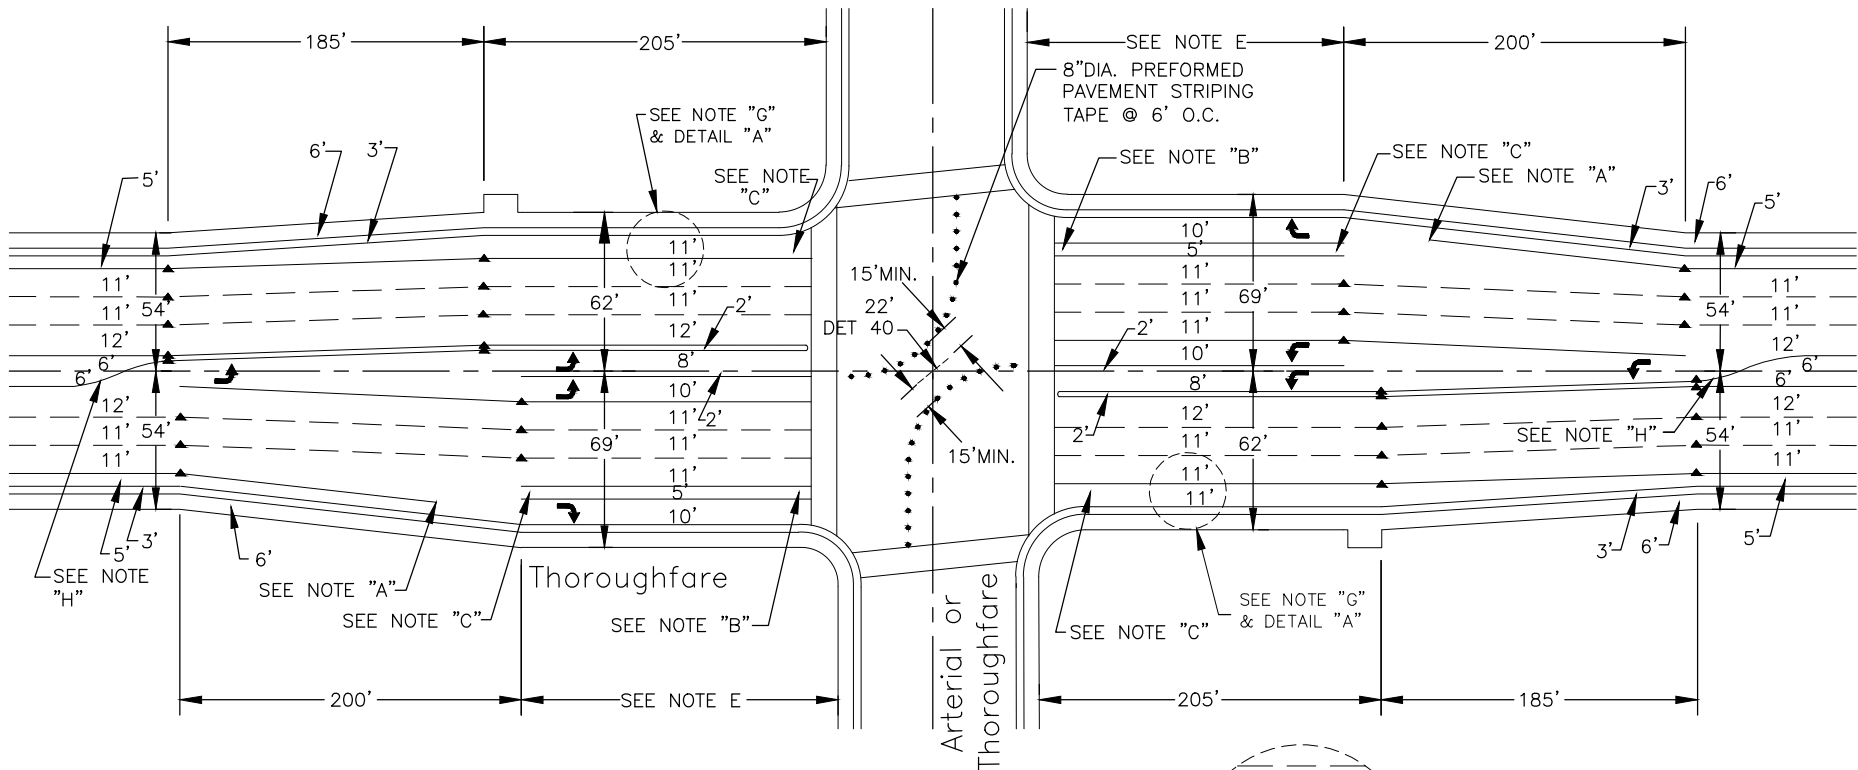 185'
205'
SEE NOTE E
200'
8"DIA. PREFORMED
PAVEMENT STRIPING
TAPE @ 6' O.C.
SEE NOTE "G"
& DETAIL "A"
6'
3'
5'
SEE NOTE
"C"
SEE NOTE "B"
SEE NOTE "C"
SEE NOTE "A"
3'
6'
5'
11'
11'
11'
12'
8'
10'
11'
11'
11'
5'
10'
62'
69'
2'
2'
11'
11'
12'
6'
6'
12'
11'
11'
54'
54'
15'MIN.
22'
DET 40
15'MIN.
10'
5'
11'
11'
11'
10'
8'
12'
11'
11'
11'
69'
62'
2'
2'
11'
11'
12'
6'
6'
12'
11'
11'
54'
54'
SEE NOTE "H"
5'
3'
6'
SEE NOTE
"H"
SEE NOTE "A"
SEE NOTE "C"
Thoroughfare
SEE NOTE "B"
Arterial or
Thoroughfare
SEE NOTE "C"
SEE NOTE "G"
& DETAIL "A"
3'
6'
5'
200'
SEE NOTE E
205'
185'